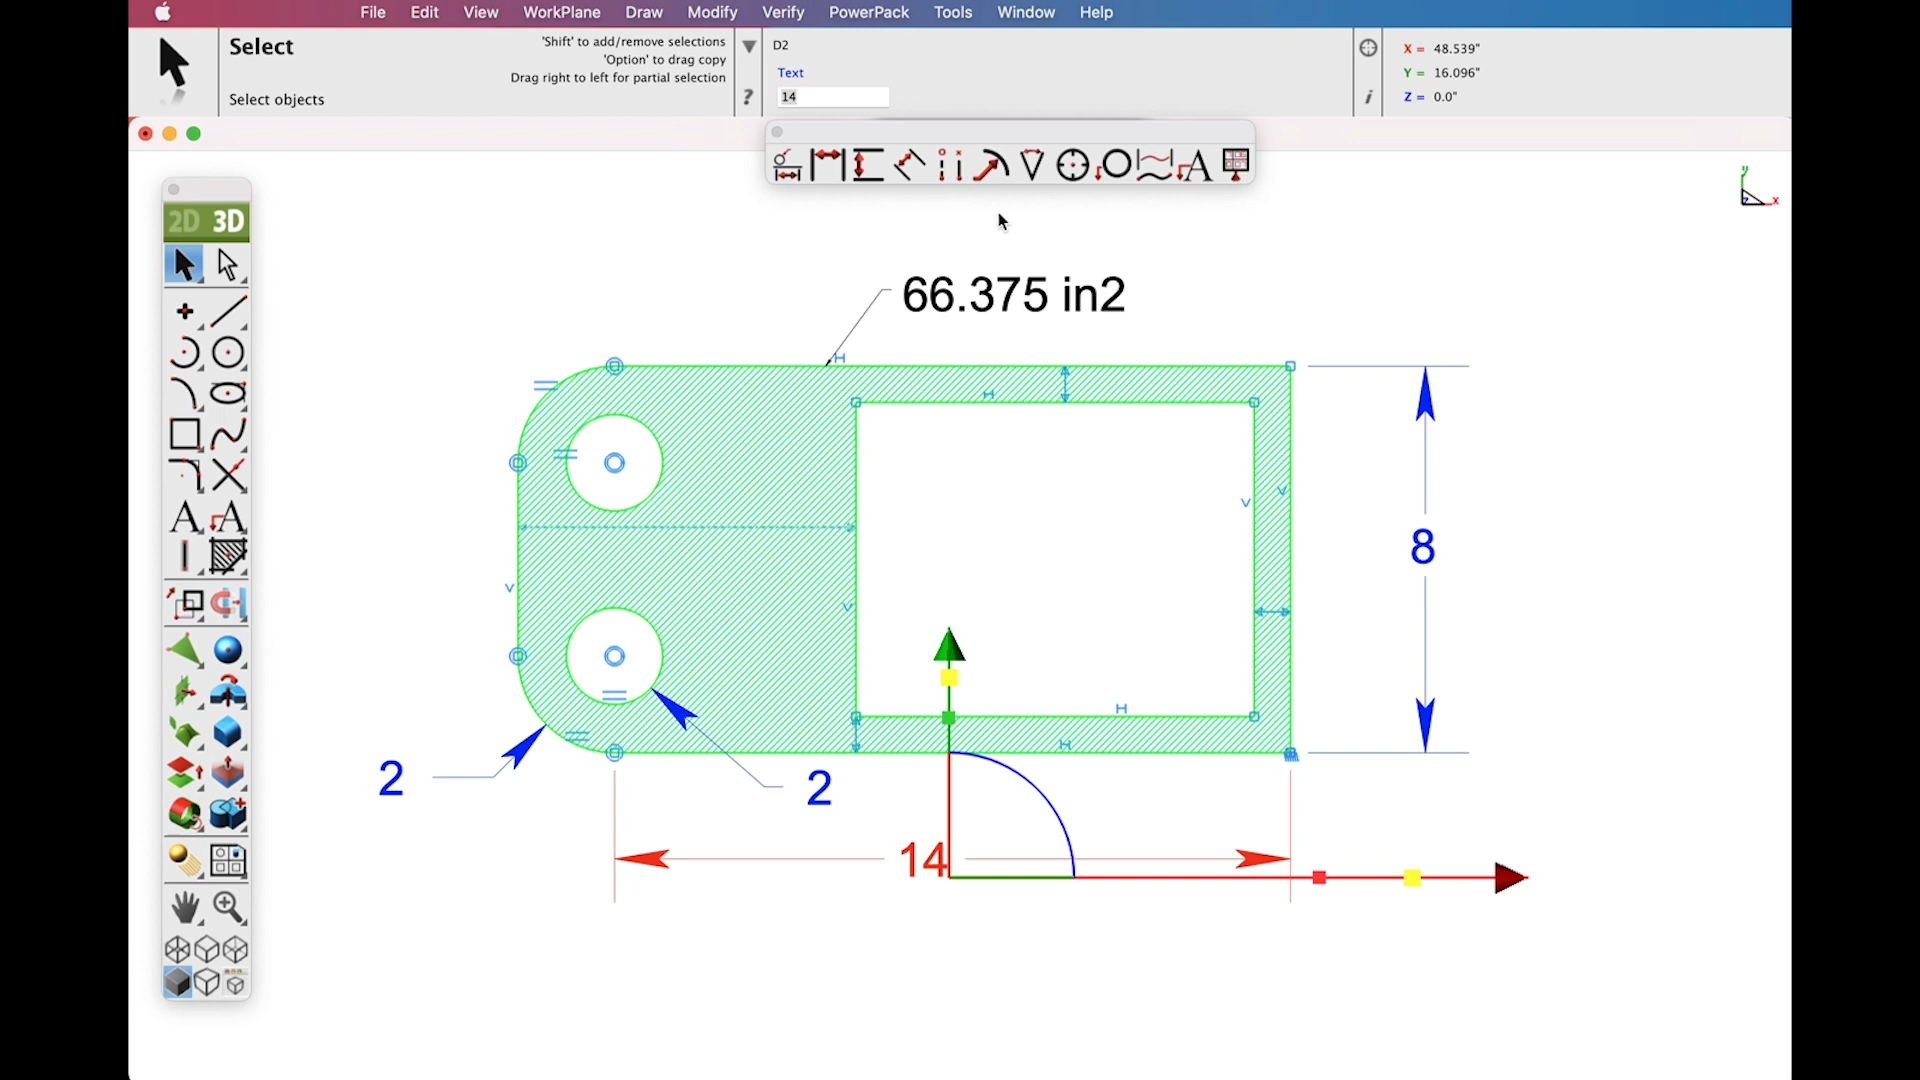 File Edit View WorkPlane Draw Modify Verify PowerPack Tools Window Help
Select
'Shift' to add/remove selections
'Option' to drag copy
Drag right to left for partial selection
Select objects
?
D2
Text
14
i
X = 48.539"
Y = 16.096"
Z = 0.0"
2D 3D
A A
A
y
z
x
66.375 in2
H
H
V
V
V
V
H
H
8
2
2
14